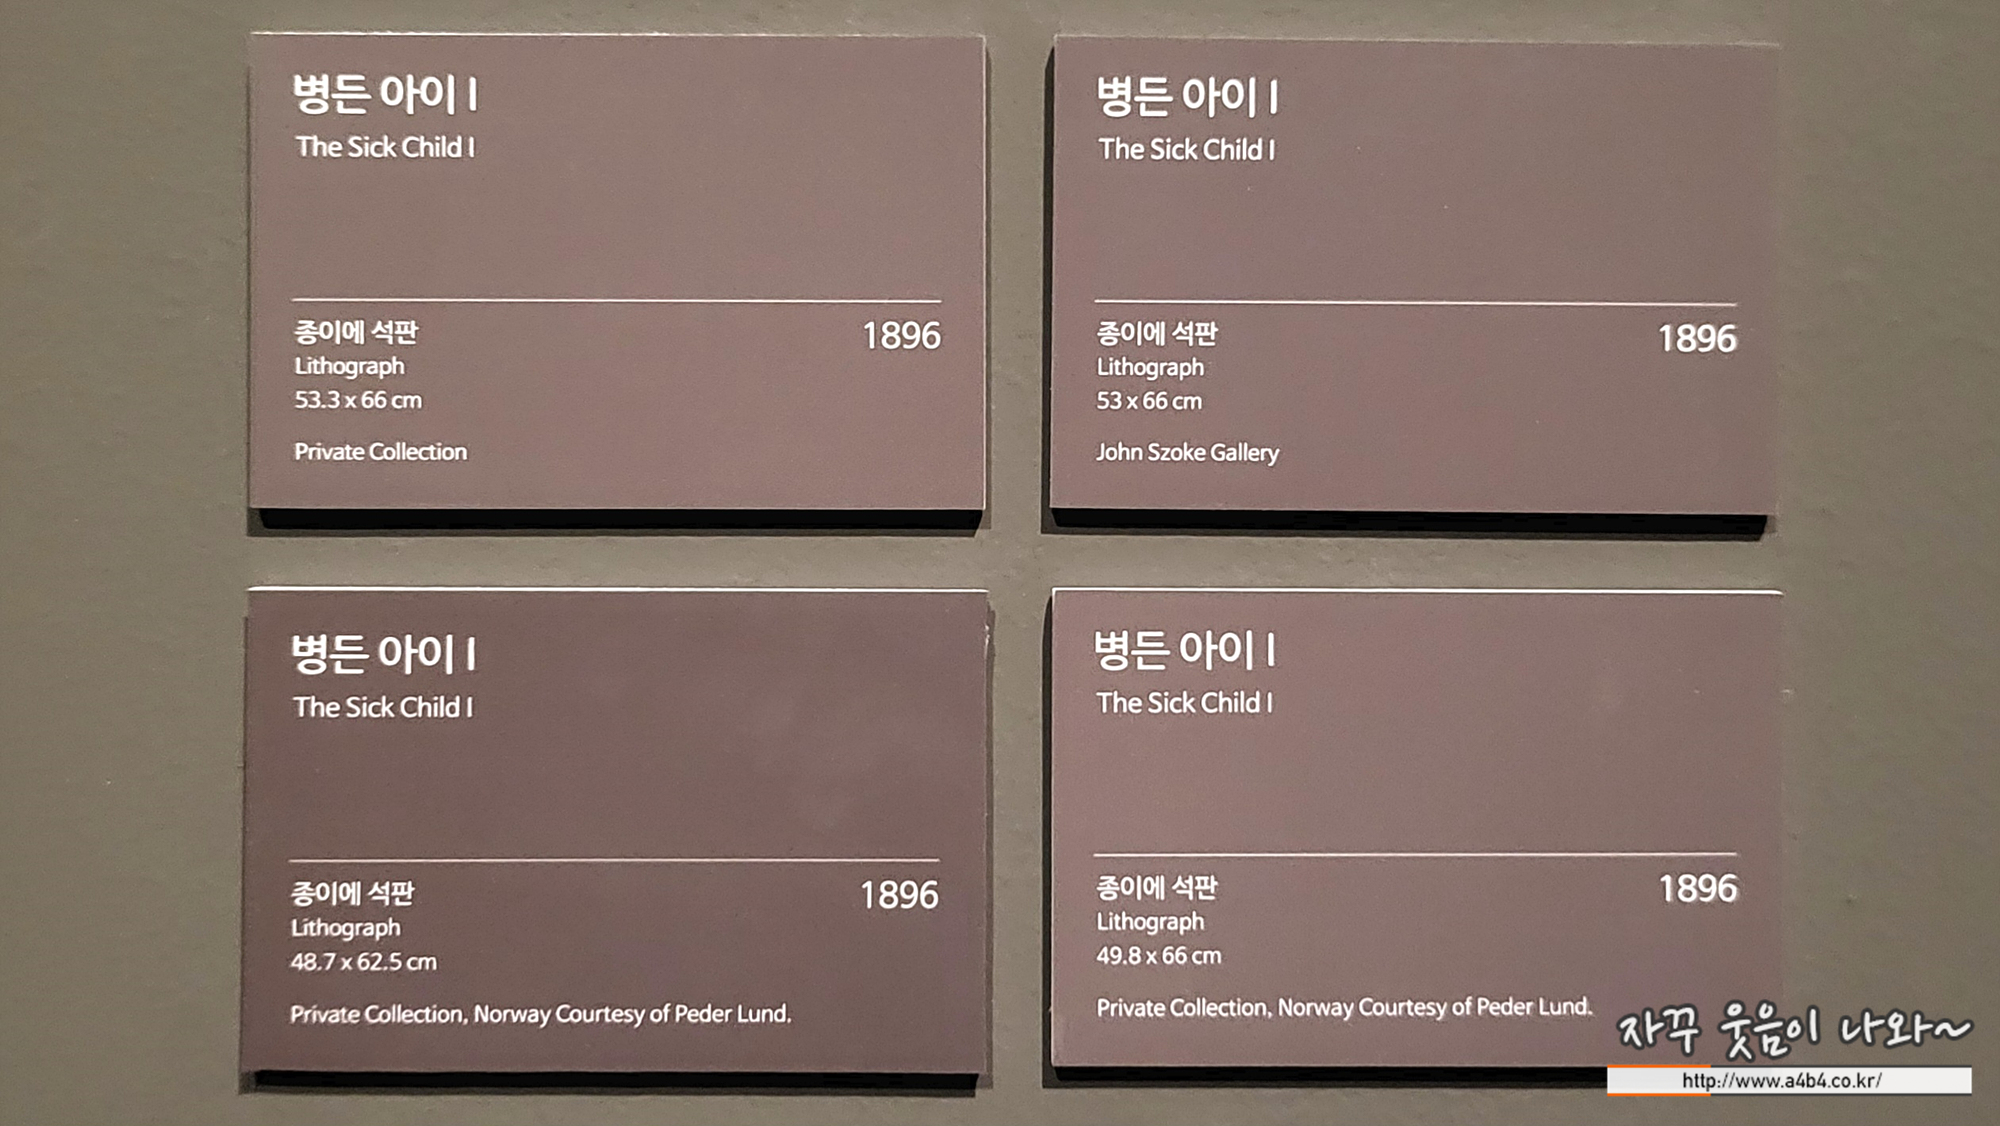 병든 아이 I
The Sick Child I
종이에 석판
1896
Lithograph
53.3 x 66 cm
Private Collection
병든 아이 I
The Sick Child I
종이에 석판
1896
Lithograph
53 x 66 cm
John Szoke Gallery
병든 아이 I
The Sick Child I
종이에 석판
1896
Lithograph
48.7 x 62.5 cm
Private Collection, Norway Courtesy of Peder Lund.
병든 아이 I
The Sick Child I
종이에 석판
1896
Lithograph
49.8 x 66 cm
Private Collection, Norway Courtesy of Peder Lund.
자꾸 웃음이 나와~
http://www.a4b4.co.kr/